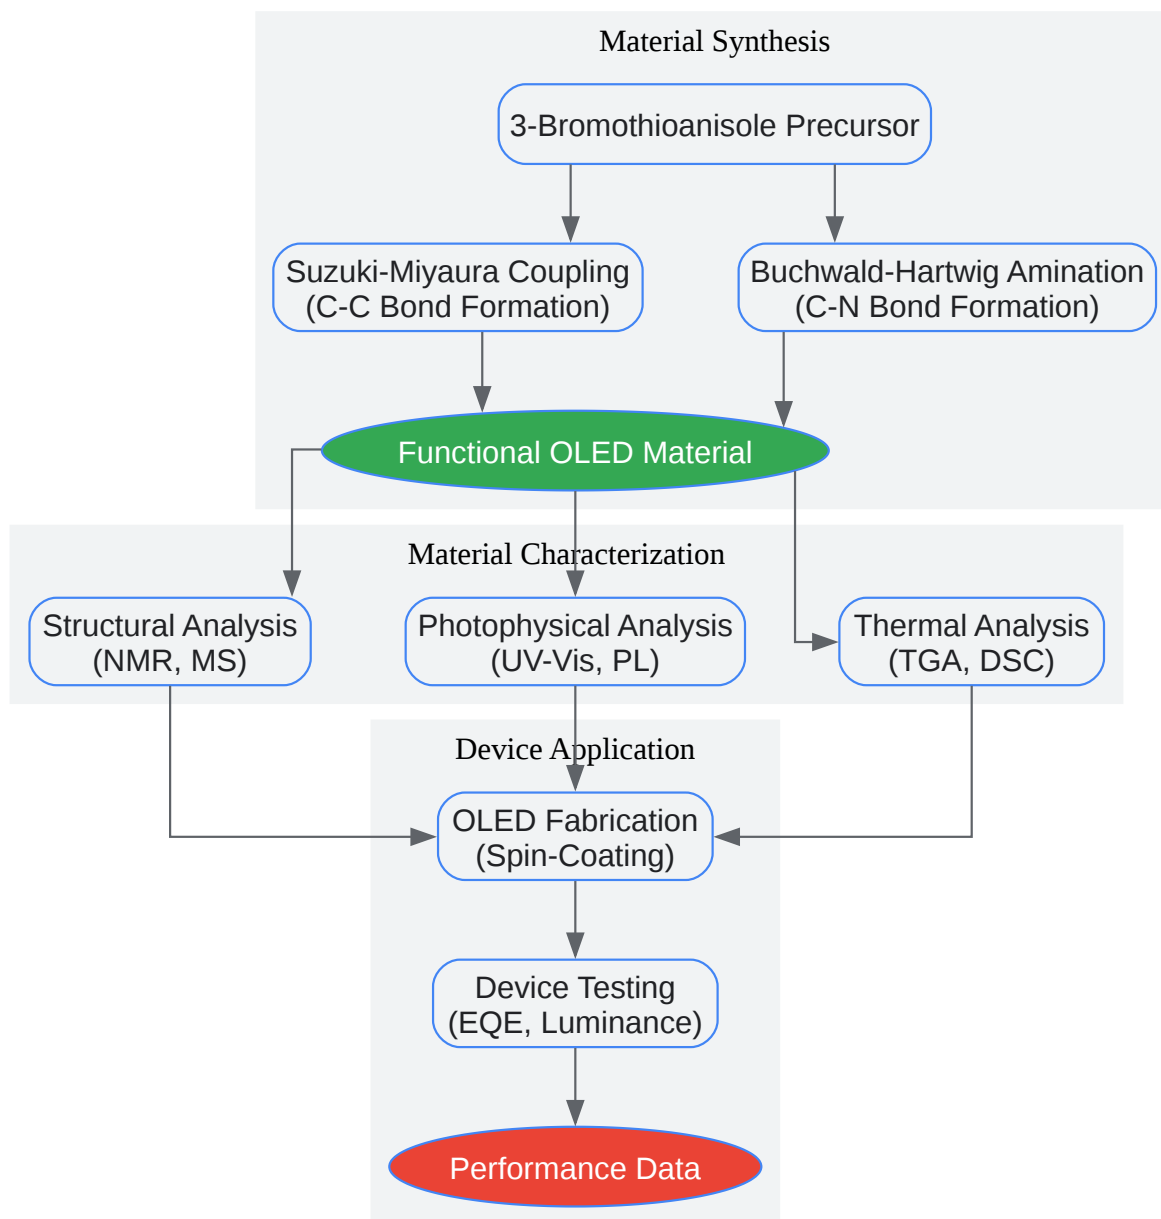 Material Synthesis
3-Bromothioanisole Precursor
Suzuki-Miyaura Coupling
(C-C Bond Formation)
Buchwald-Hartwig Amination
(C-N Bond Formation)
Functional OLED Material
Material Characterization
Structural Analysis
(NMR, MS)
Photophysical Analysis
(UV-Vis, PL)
Thermal Analysis
(TGA, DSC)
Device Application
OLED Fabrication
(Spin-Coating)
Device Testing
(EQE, Luminance)
Performance Data